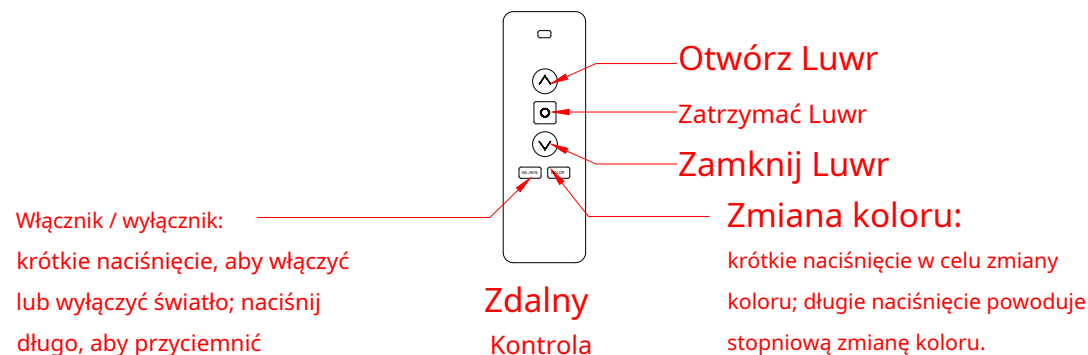 Otwórz Luwr
Zatrzymać Luwr
Zamknij Luwr
Włącznik / wyłącznik:
krótkie naciśnięcie, aby włączyć
lub wyłączyć światło; naciśnij
długo, aby przyciemnić
Zmiana koloru:
krótkie naciśnięcie w celu zmiany
koloru; długie naciśnięcie powoduje
stopniową zmianę koloru.
Zdalny
Kontrola